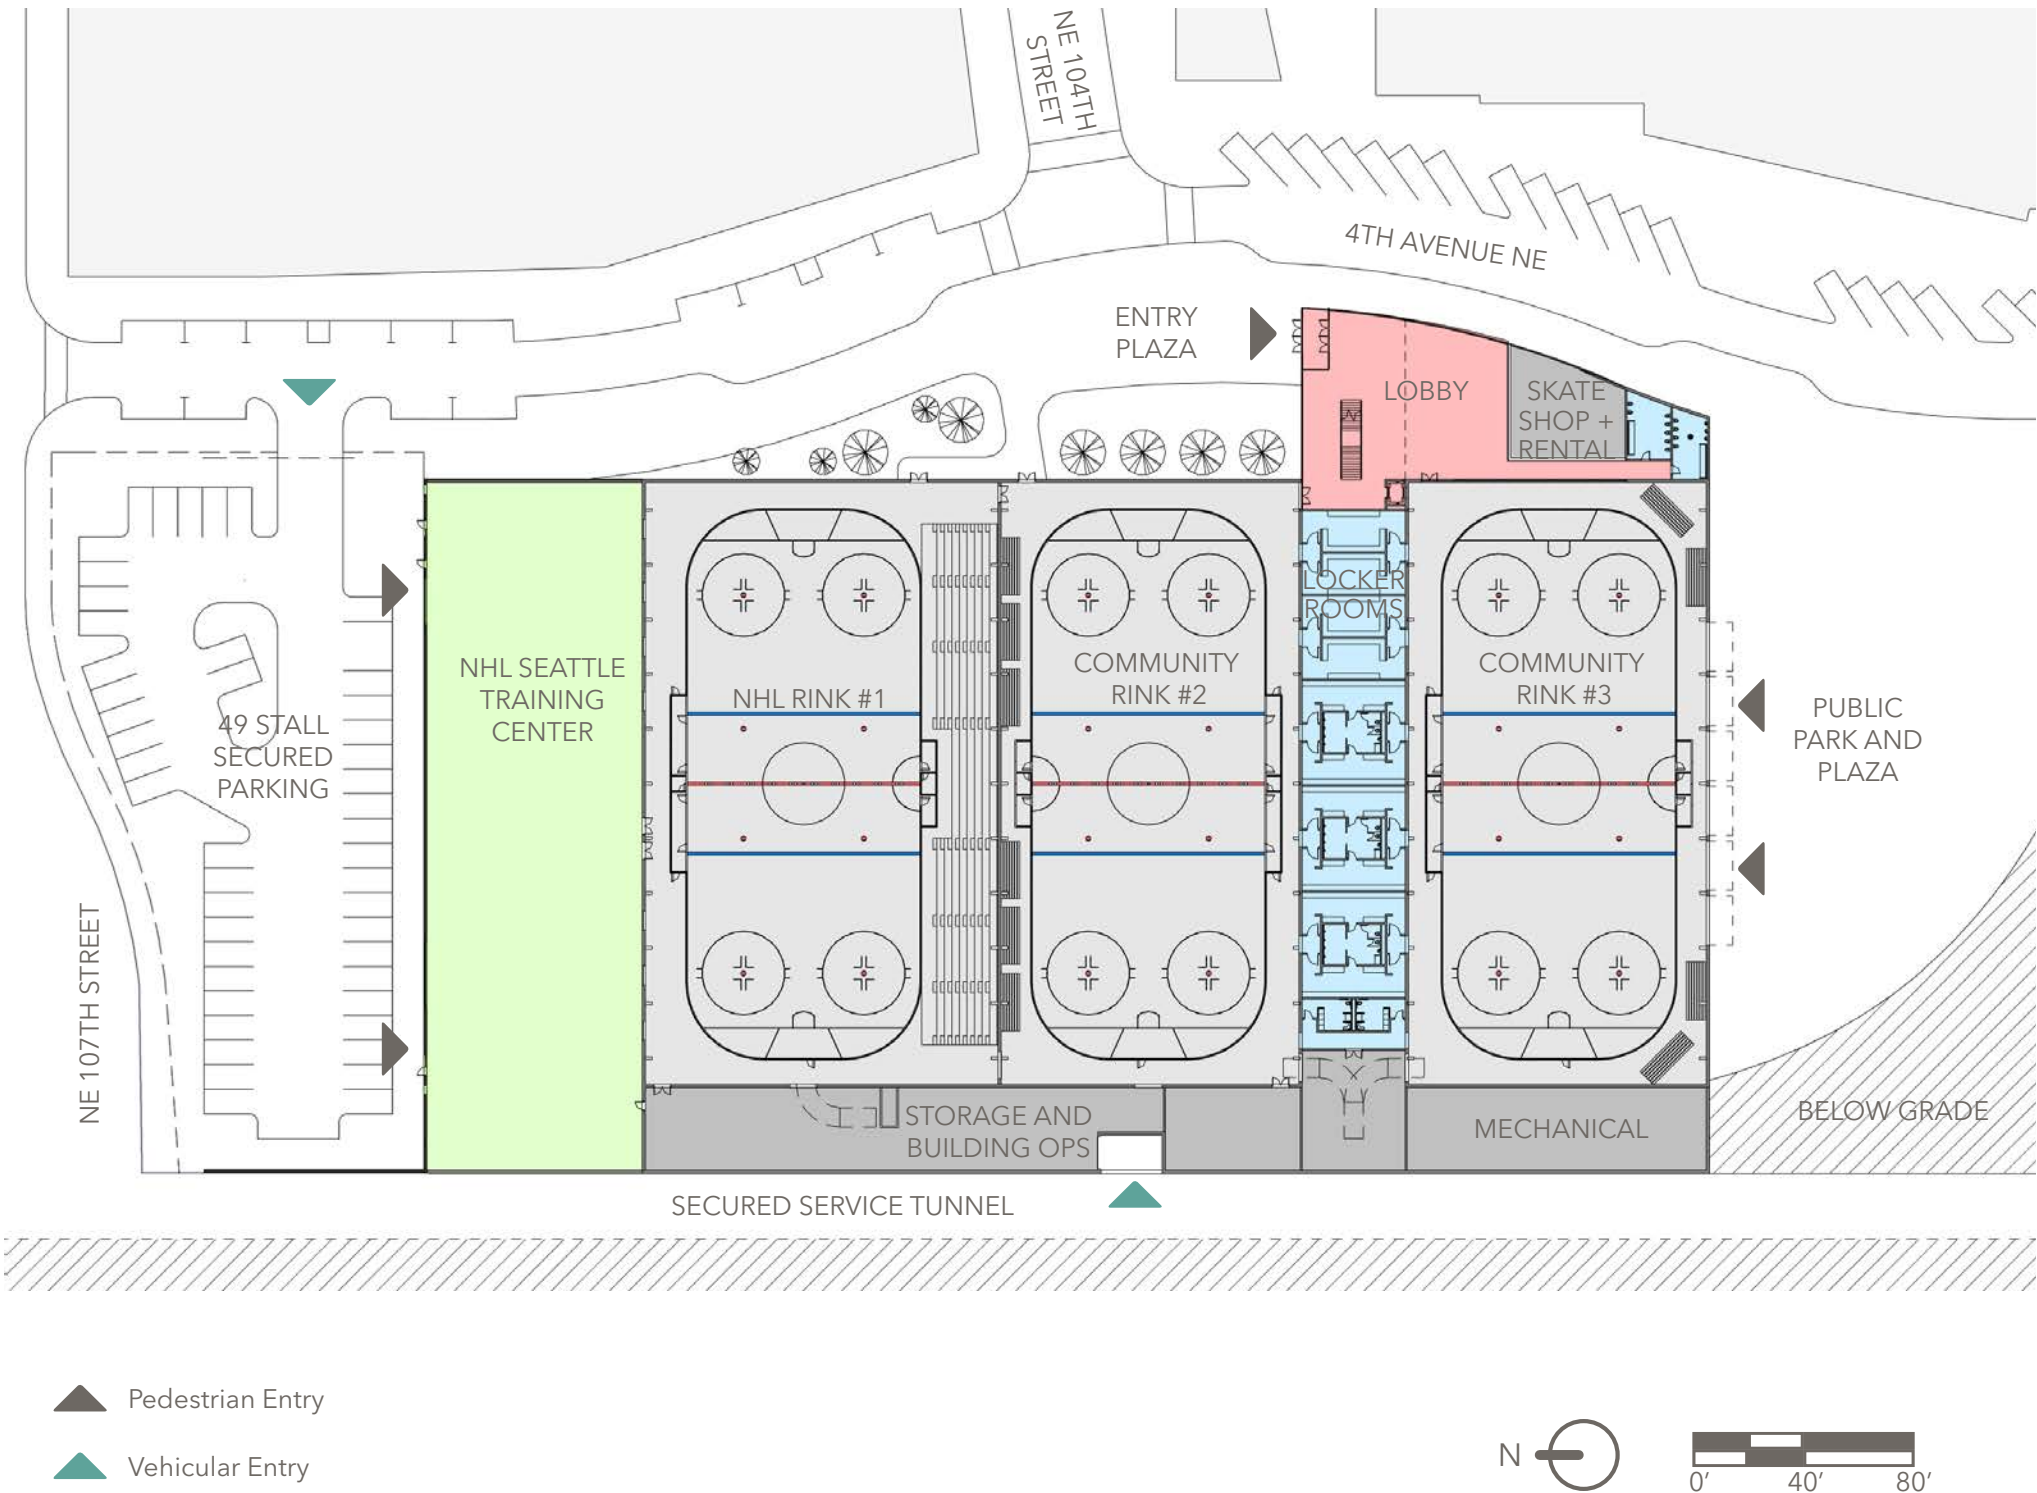 NE 104TH
STREET
4TH AVENUE NE
ENTRY
PLAZA
LOBBY
SKATE
SHOP +
RENTAL
LOCKER
ROOMS
NHL SEATTLE
TRAINING
CENTER
NHL RINK #1
COMMUNITY
RINK #2
COMMUNITY
RINK #3
49 STALL
SECURED
PARKING
PUBLIC
PARK AND
PLAZA
NE 107TH STREET
STORAGE AND
BUILDING OPS
MECHANICAL
BELOW GRADE
SECURED SERVICE TUNNEL
Pedestrian Entry
Vehicular Entry
N
0' 40' 80'